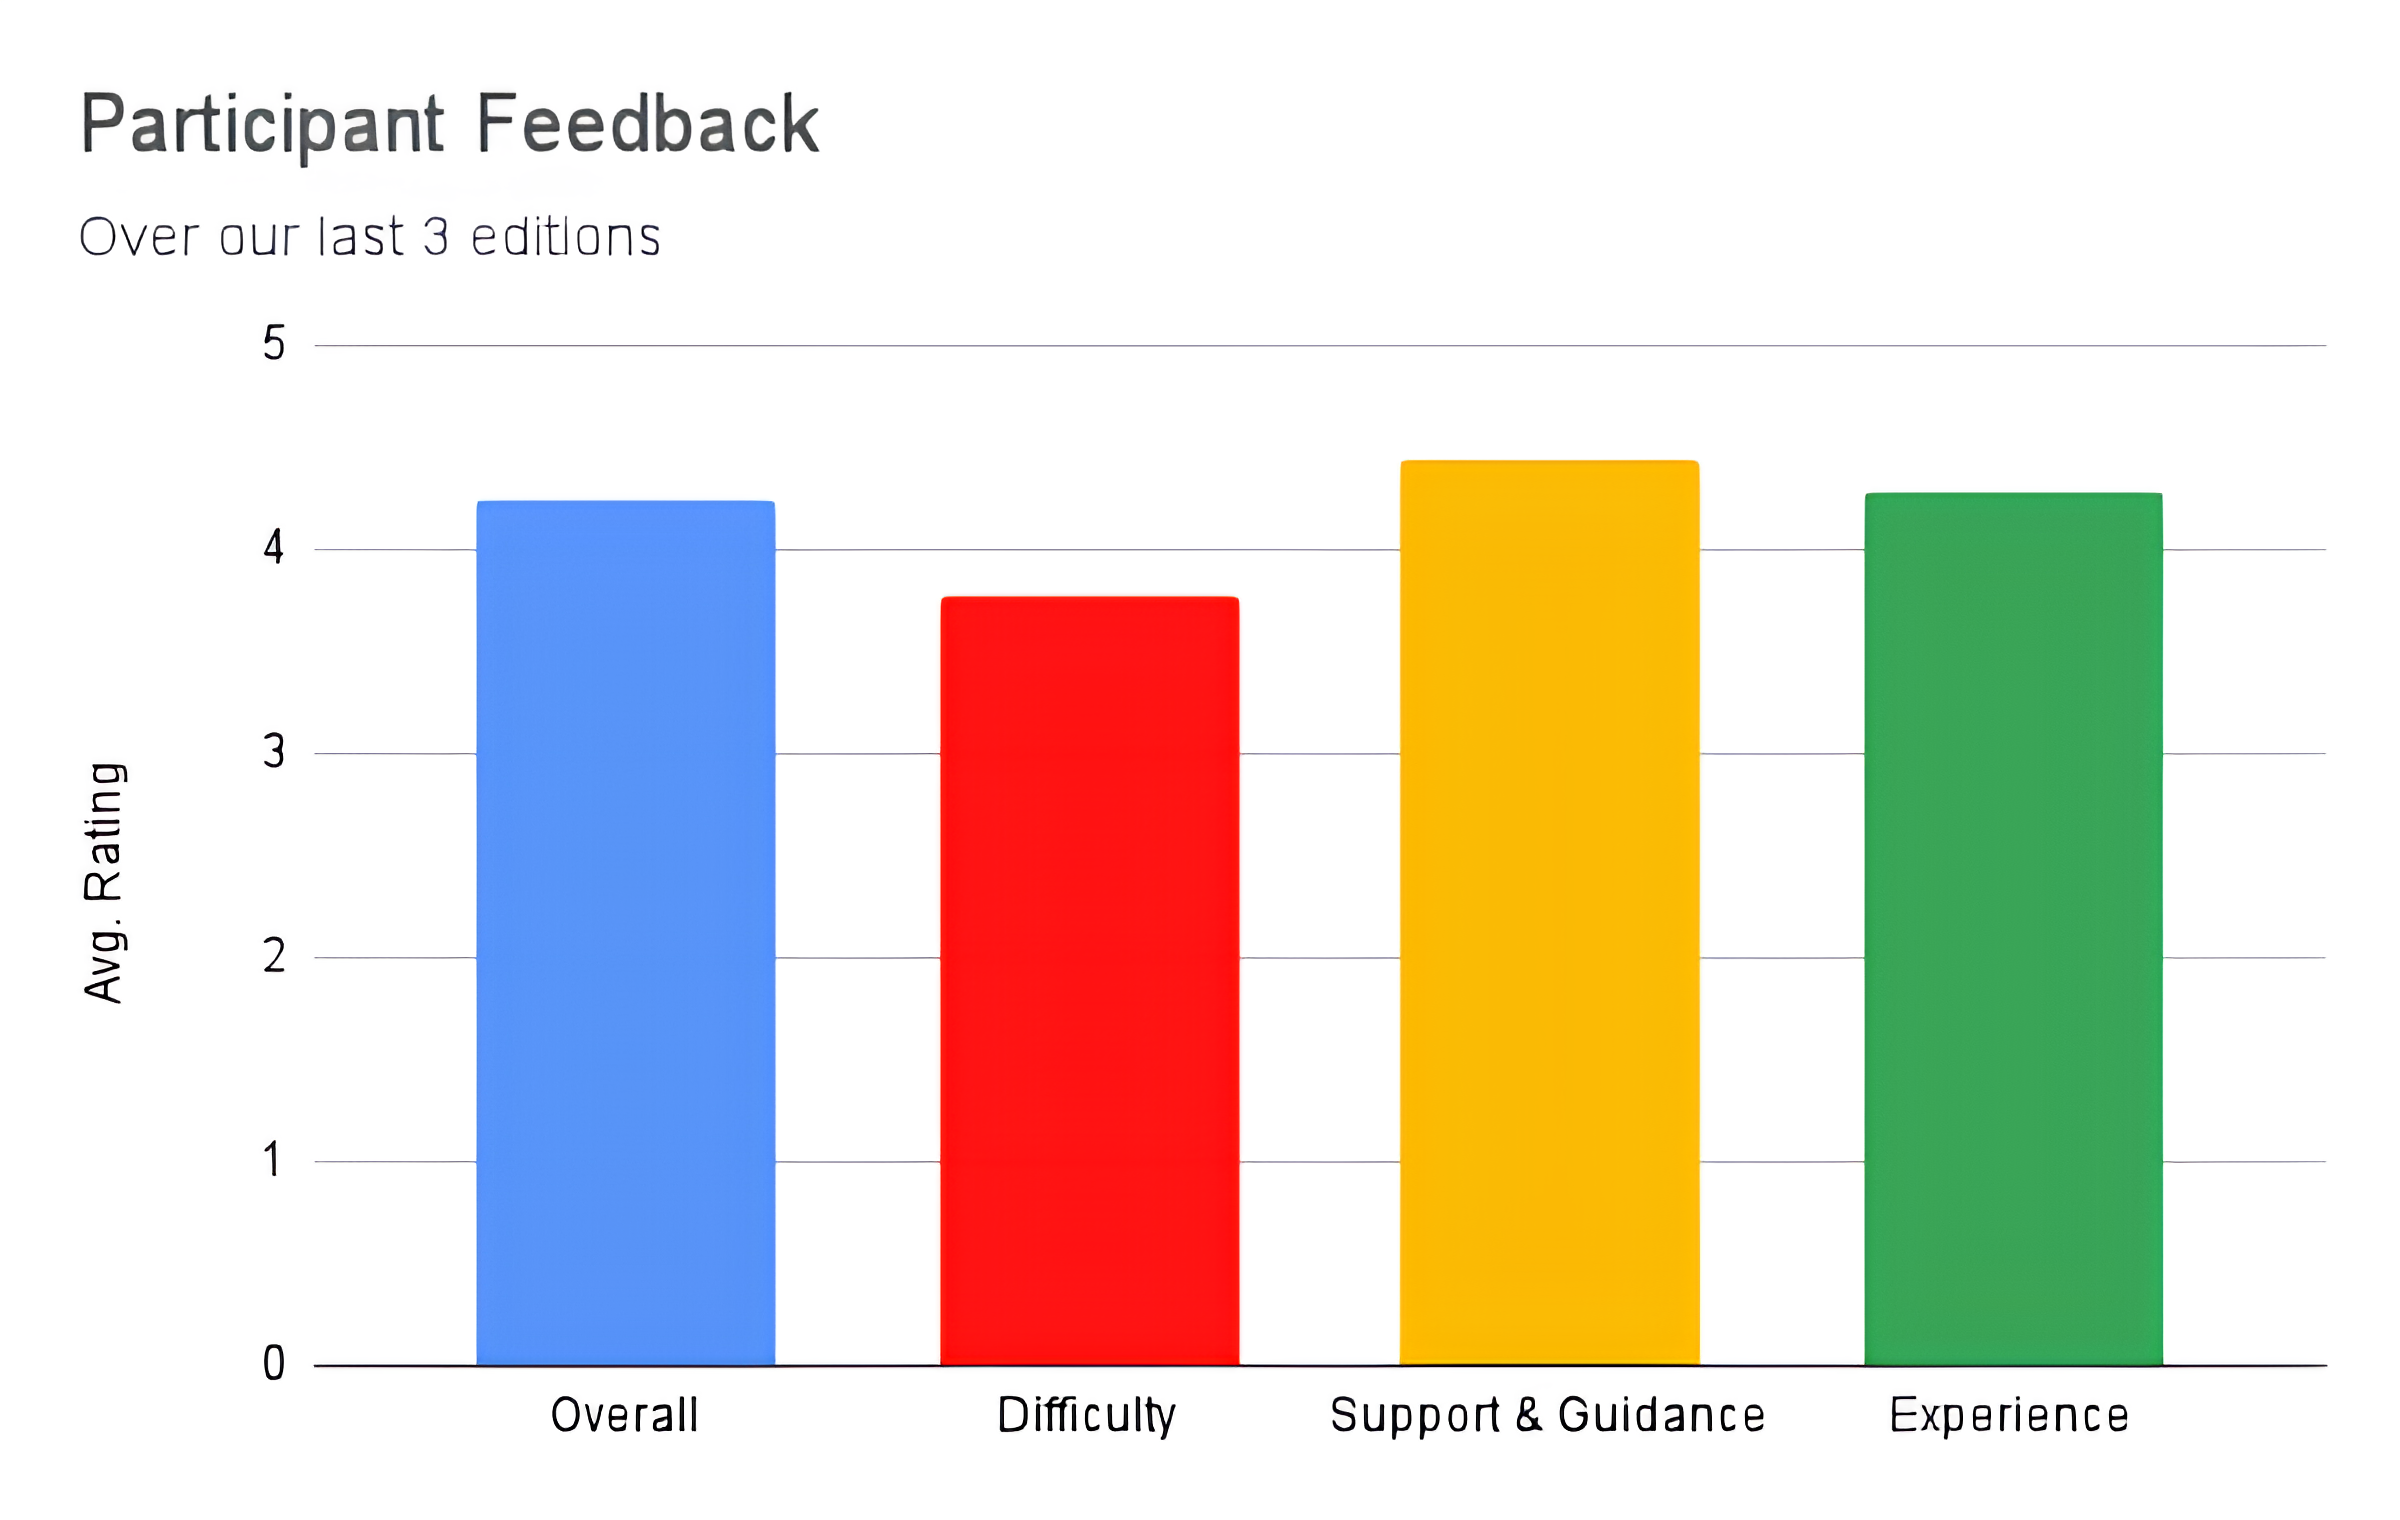 Participant Feedback
Over our last 3 editions
5
4
3
2
1
0
Avg. Rating
Overall
Difficulty
Support & Guidance
Experience